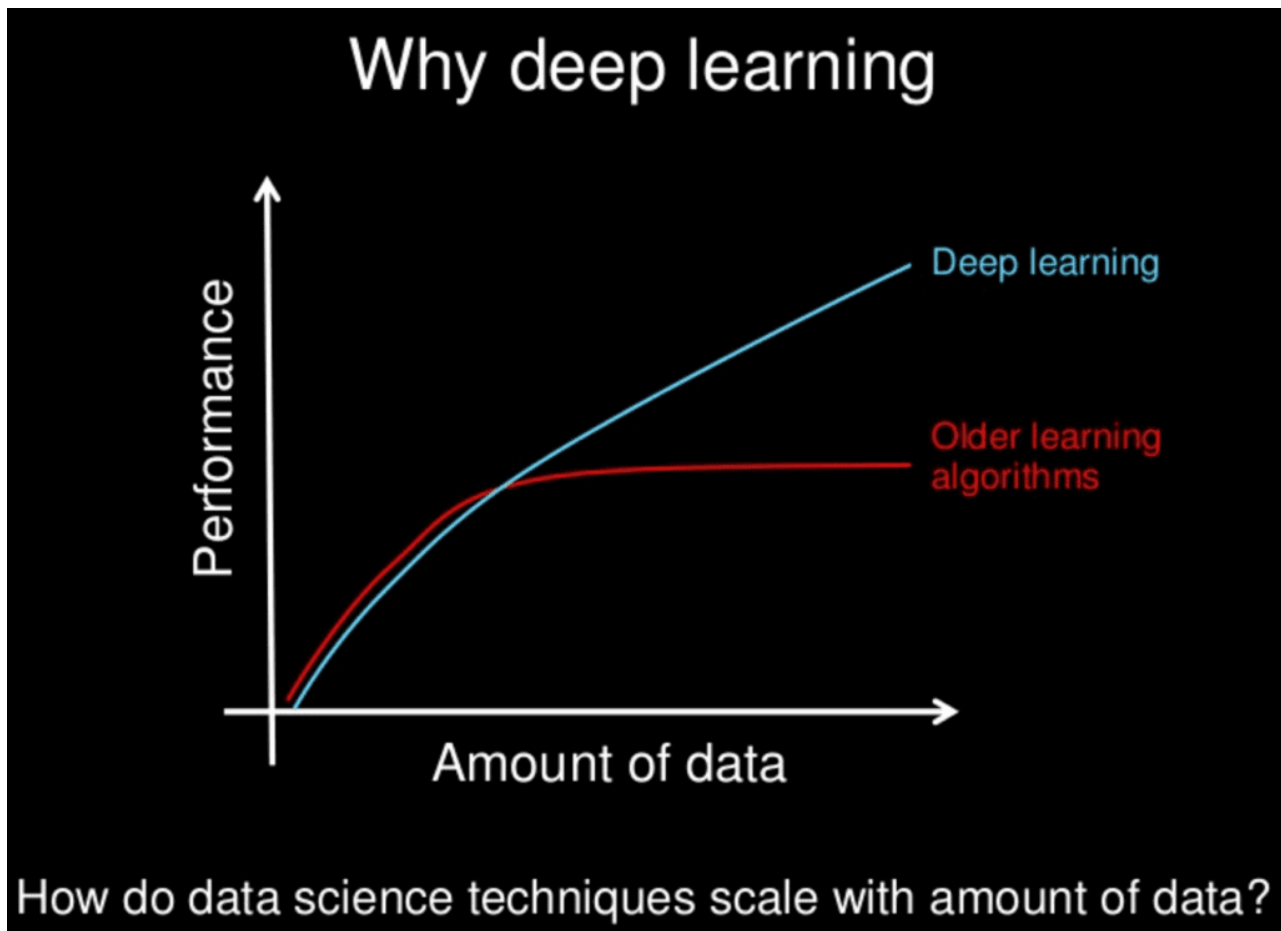 Why deep learning
Performance
Deep learning
Older learning
algorithms
Amount of data
How do data science techniques scale with amount of data?